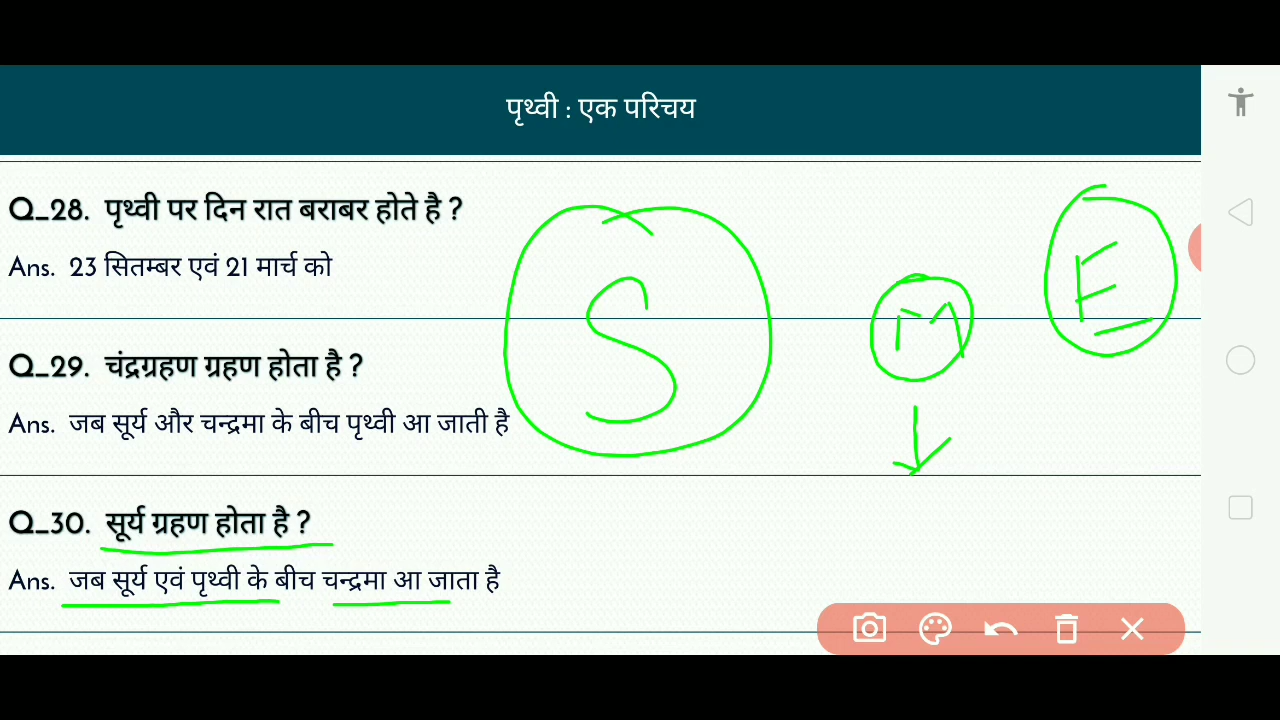 पृथ्वी : एक परिचय
Q_28. पृथ्वी पर दिन रात बराबर होते है ?
Ans. 23 सितम्बर एवं 21 मार्च को
Q_29. चंद्रग्रहण ग्रहण होता है ?
Ans. जब सूर्य और चन्द्रमा के बीच पृथ्वी आ जाती है
Q_30. सूर्य ग्रहण होता है ?
Ans. जब सूर्य एवं पृथ्वी के बीच चन्द्रमा आ जाता है
S
M
E